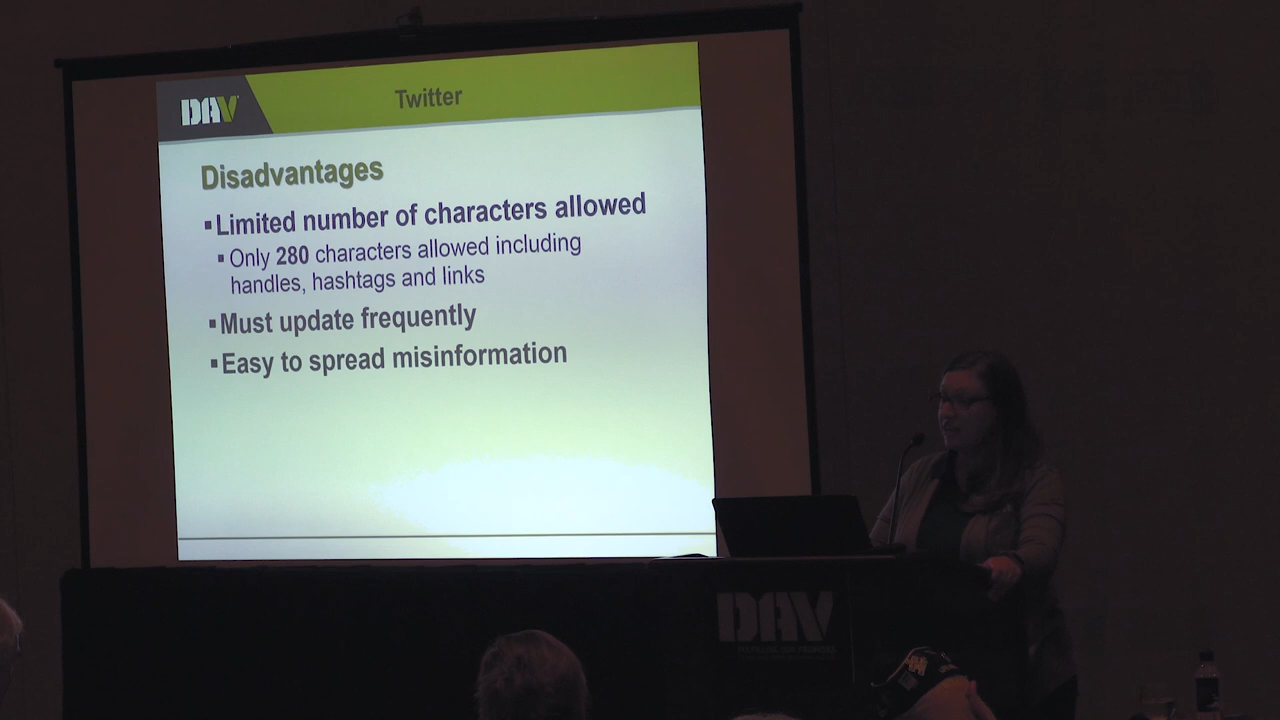 DAV
Twitter
Disadvantages
▪Limited number of characters allowed
▪Only 280 characters allowed including
handles, hashtags and links
▪Must update frequently
▪Easy to spread misinformation
DAV